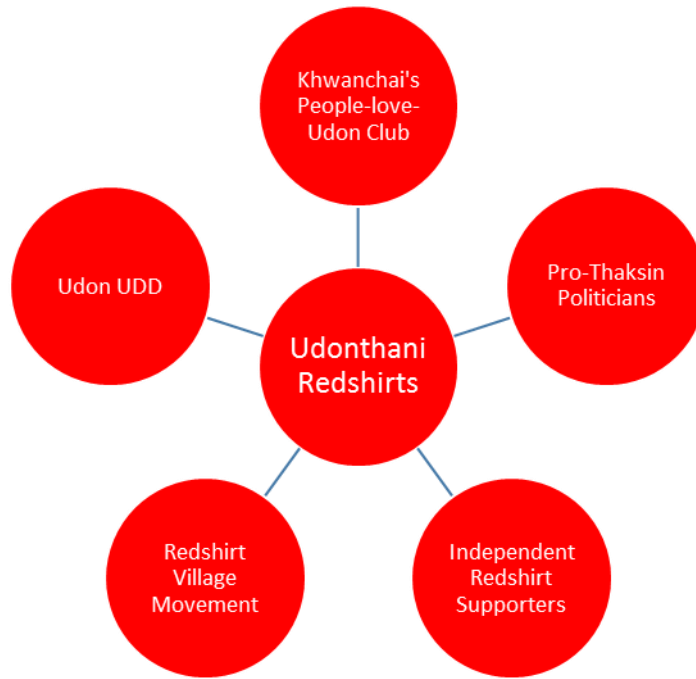 Khwanchai's
People-love-
Udon Club
Udon UDD
Pro-Thaksin
Politicians
Udonthani
Redshirts
Redshirt
Village
Movement
Independent
Redshirt
Supporters